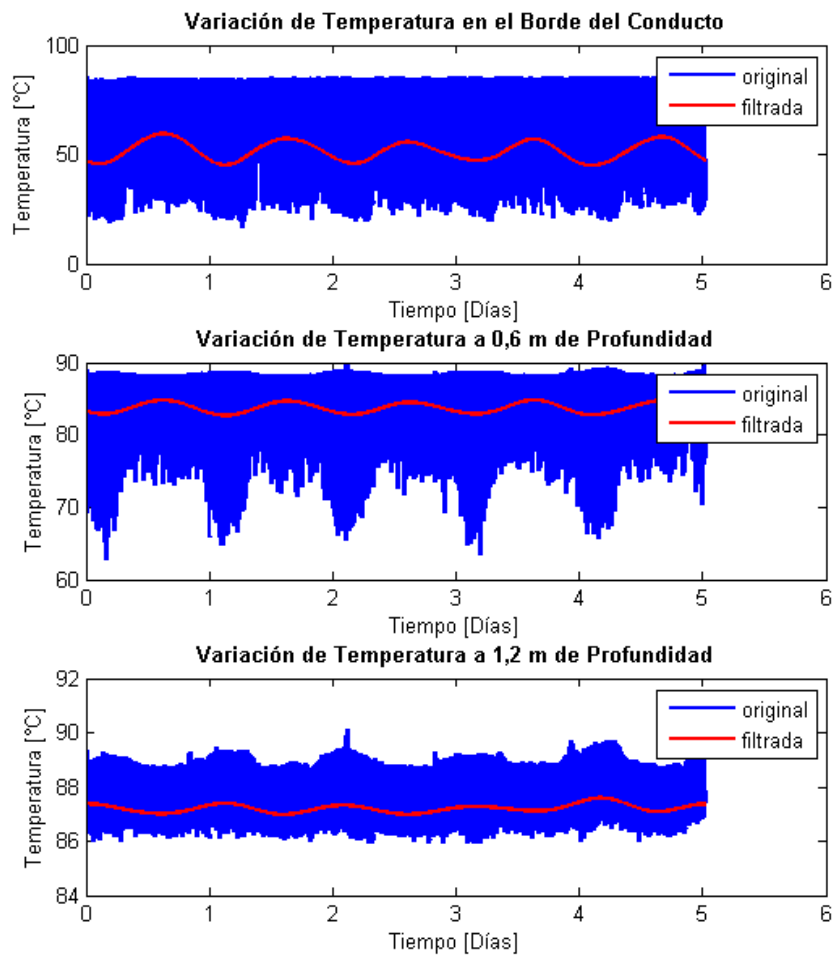 Variación de Temperatura en el Borde del Conducto
100
50
0
Temperatura [°C]
original
filtrada
0 1 2 3 4 5 6
Tiempo [Días]
Variación de Temperatura a 0,6 m de Profundidad
90
80
70
60
Temperatura [°C]
original
filtrada
0 1 2 3 4 5 6
Tiempo [Días]
Variación de Temperatura a 1,2 m de Profundidad
92
90
88
86
84
Temperatura [°C]
original
filtrada
0 1 2 3 4 5 6
Tiempo [Días]